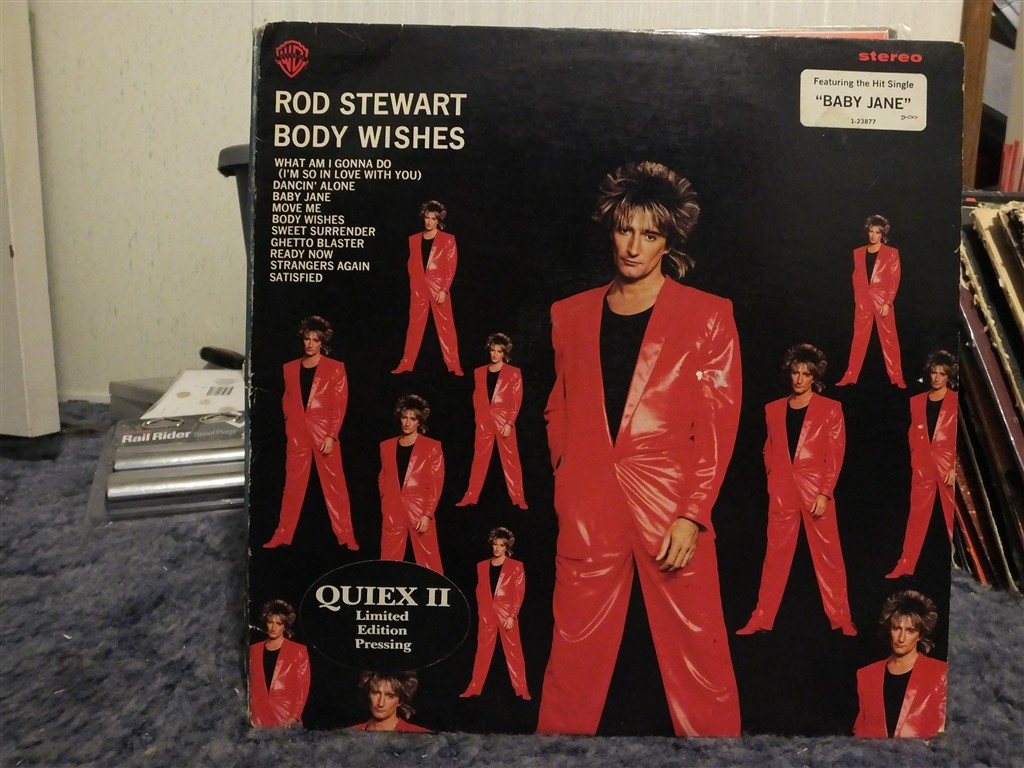 stereo
Featuring the Hit Single
"BABY JANE"
1-23877
ROD STEWART
BODY WISHES
WHAT AM I GONNA DO
(I'M SO IN LOVE WITH YOU)
DANCIN' ALONE
BABY JANE
MOVE ME
BODY WISHES
SWEET SURRENDER
GHETTO BLASTER
READY NOW
STRANGERS AGAIN
SATISFIED
Rail Rider
QUIEX II
Limited
Edition
Pressing